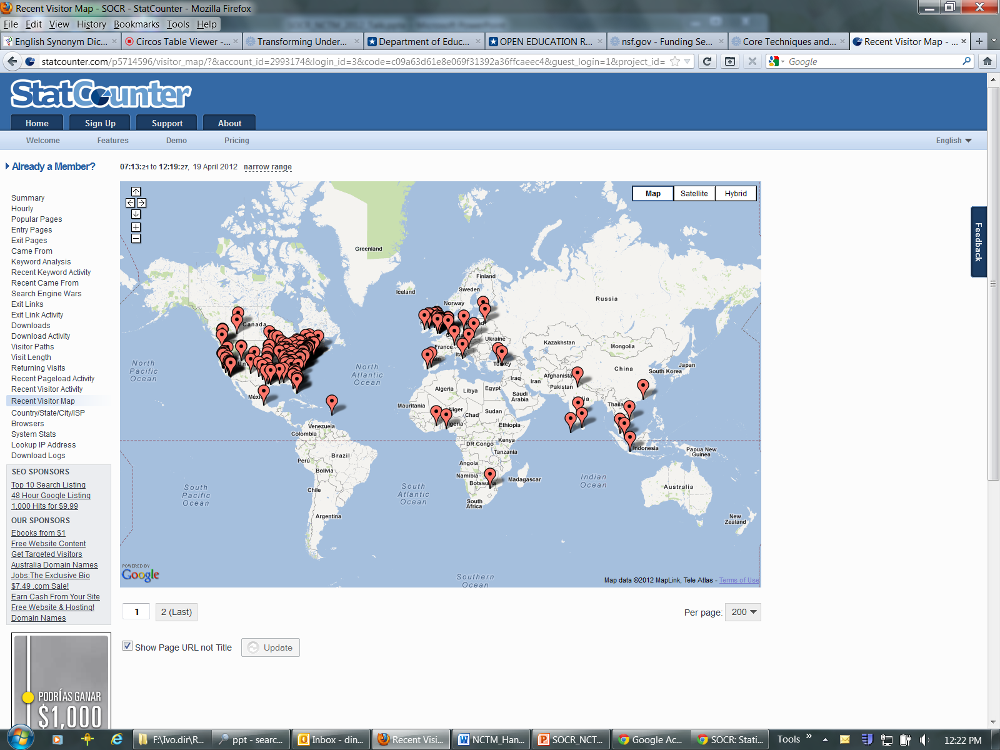 Recent Visitor Map - SOCR - StatCounter - Mozilla Firefox
File Edit View History Bookmarks Tools Help
English Synonym Dic... Circos Table Viewer -... Transforming Under... Department of Educ... OPEN EDUCATION R... nsf.gov - Funding Se... Core Techniques and... Recent Visitor Map - ...
statcounter.com/p5714596/visitor_map/?&account_id=2993174&login_id=3&code=c09a63d61e8e069f31392a36ffcaeec4&guest_login=1&project_id= Google
StatCounter
Home Sign Up Support About
Welcome Features Demo Pricing English
Already a Member?
07:13:21 to 12:19:27, 19 April 2012 narrow range
Summary
Hourly
Popular Pages
Entry Pages
Exit Pages
Came From
Keyword Analysis
Recent Keyword Activity
Recent Came From
Search Engine Wars
Exit Links
Exit Link Activity
Downloads
Download Activity
Visitor Paths
Visit Length
Returning Visits
Recent Pageload Activity
Recent Visitor Activity
Recent Visitor Map
Country/State/City/ISP
Browsers
System Stats
Lookup IP Address
Download Logs
SEO SPONSORS
Top 10 Search Listing
48 Hour Google Listing
1,000 Hits for $9.99
OUR SPONSORS
Ebooks from $1
Free Website Content
Get Targeted Visitors
Australia Domain Names
Jobs:The Exclusive Bio
$7.49 .com Sale!
Earn Cash From Your Site
Free Website & Hosting!
Domain Names
PODRÍAS GANAR
$1,000
Map Satellite Hybrid
Feedback
Greenland
Iceland
Finland
Sweden
Norway
Russia
Canada
Ukraine
France
Kazakhstan
Mongolia
North
Pacific
Ocean
North
Atlantic
Ocean
Turkey
China
Japan
South Korea
Iraq
Iran
Pakistan
Algeria
Libya
Egypt
Saudi
Arabia
Mauritania
Niger
Chad
Sudan
Ethiopia
Venezuela
Colombia
DR Congo
Kenya
Tanzania
Indonesia
Papua New
Guinea
Brazil
Perú
Bolivia
Angola
Namibia
Botswana
Madagascar
Indian
Ocean
Australia
South
Pacific
Ocean
South
Atlantic
Ocean
Chile
South
Africa
Argentina
New
Zealand
POWERED BY
Google
Southern
Ocean
Map data ©2012 MapLink, Tele Atlas - Terms of Use
1 2 (Last) Per page: 200
Show Page URL not Title Update
F:\Ivo.dir\R... ppt - searc... Inbox - din... Recent Visi... NCTM_Han... SOCR_NCT... Google Ac... SOCR: Stati... Tools » 12:22 PM